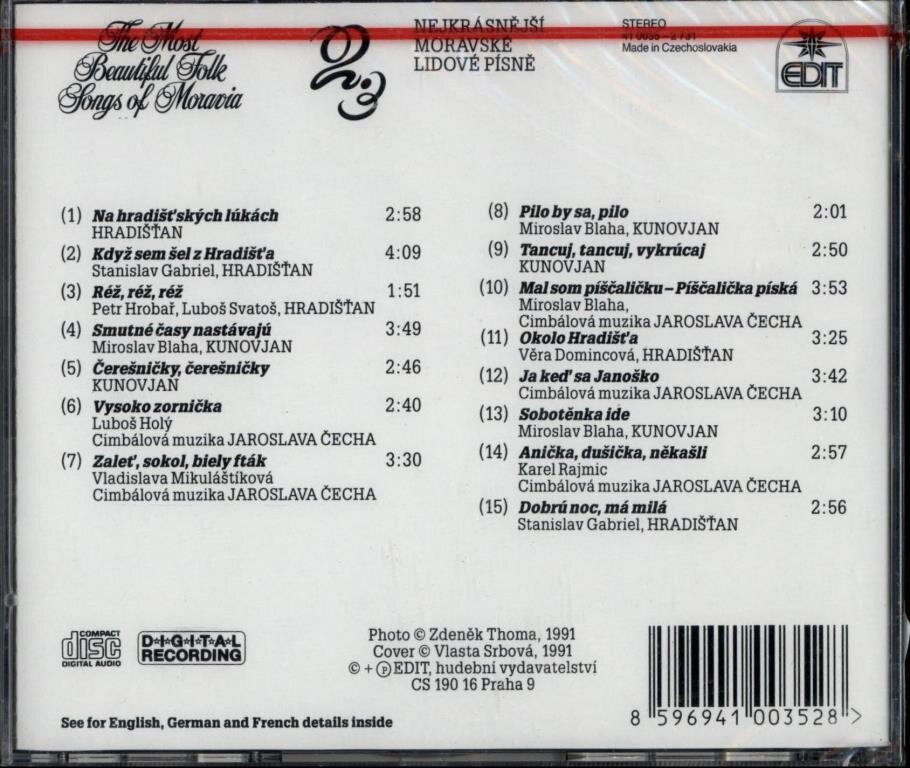 The Most
Beautiful Folk
Songs of Moravia
NEJKRÁSNĚJŠÍ
MORAVSKÉ
LIDOVÉ PÍSNĚ
STEREO
41 0035-2 731
Made in Czechoslovakia
EDIT
(1) Na hradišťských lúkách 2:58
HRADIŠŤAN
(2) Když sem šel z Hradišťa 4:09
Stanislav Gabriel, HRADIŠŤAN
(3) Réž, réž, réž 1:51
Petr Hrobař, Luboš Svatoš, HRADIŠŤAN
(4) Smutné časy nastávajú 3:49
Miroslav Blaha, KUNOVJAN
(5) Čerešničky, čerešničky 2:46
KUNOVJAN
(6) Vysoko zornička 2:40
Luboš Holý
Cimbálová muzika JAROSLAVA ČECHA
(7) Zaleť, sokol, biely fták 3:30
Vladislava Mikuláštíková
Cimbálová muzika JAROSLAVA ČECHA
(8) Pilo by sa, pilo 2:01
Miroslav Blaha, KUNOVJAN
(9) Tancuj, tancuj, vykrúcaj 2:50
KUNOVJAN
(10) Mal som píščaličku – Píščalička píská 3:53
Miroslav Blaha,
Cimbálová muzika JAROSLAVA ČECHA
(11) Okolo Hradišťa 3:25
Věra Domincová, HRADIŠŤAN
(12) Ja keď sa Janoško 3:42
Cimbálová muzika JAROSLAVA ČECHA
(13) Sobotěnka ide 3:10
Miroslav Blaha, KUNOVJAN
(14) Anička, dušička, někašli 2:57
Karel Rajmic
Cimbálová muzika JAROSLAVA ČECHA
(15) Dobrú noc, má milá 2:56
Stanislav Gabriel, HRADIŠŤAN
COMPACT
disc
DIGITAL AUDIO
DIGITAL
RECORDING
Photo © Zdeněk Thoma, 1991
Cover © Vlasta Srbová, 1991
© + ℗ EDIT, hudební vydavatelství
CS 190 16 Praha 9
8 596941 003528 >
See for English, German and French details inside